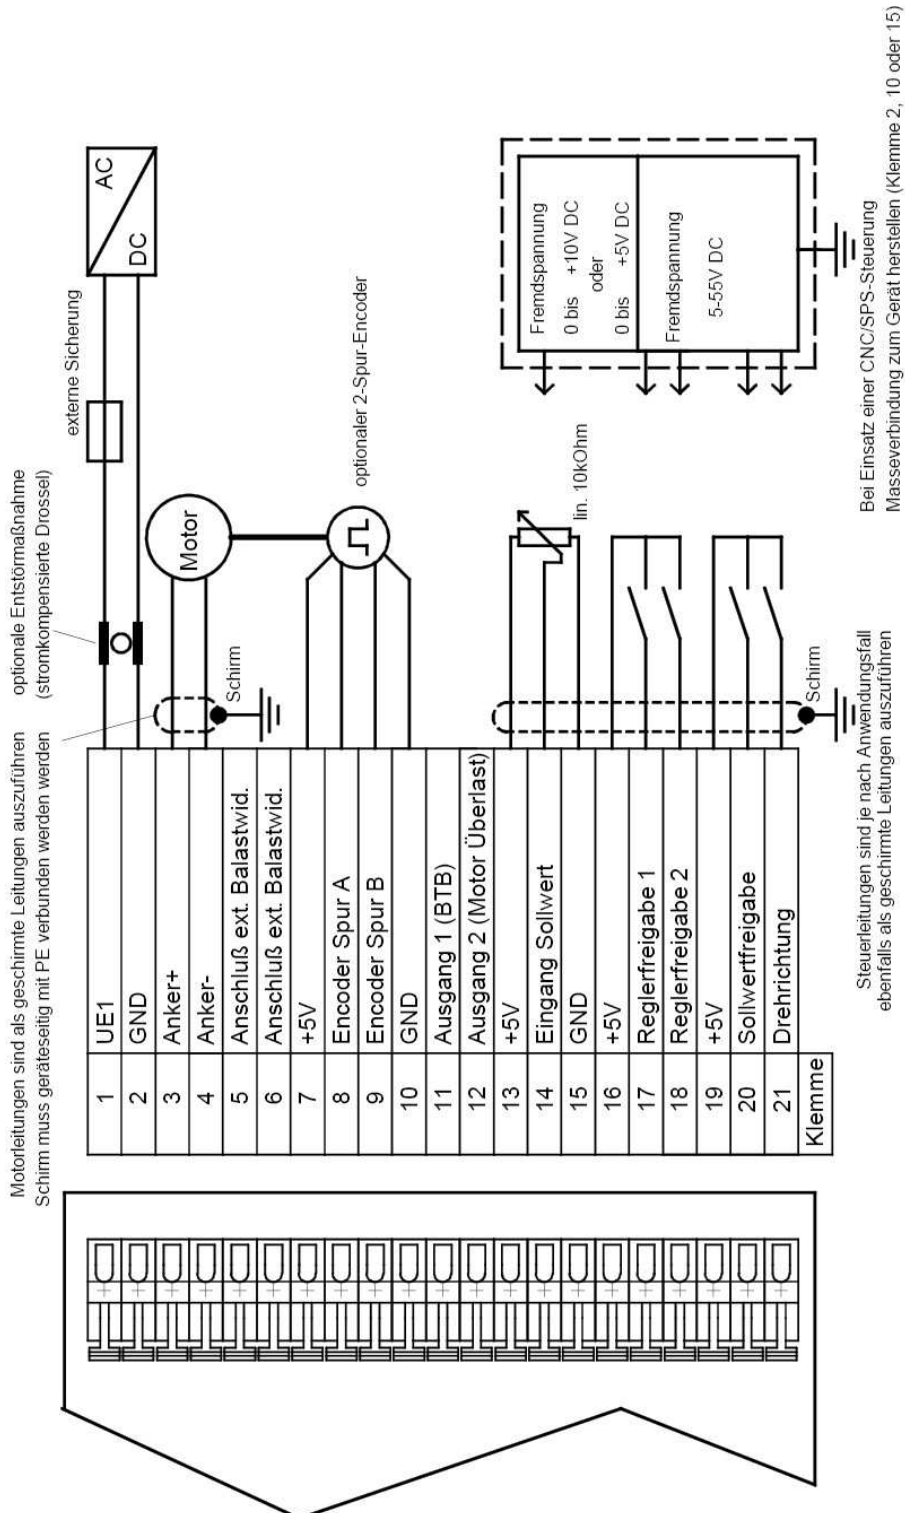 Motorleitungen sind als geschirmte Leitungen auszuführen
Schirm muss geräteseitig mit PE verbunden werden werden
optionale Entstörmaßnahme
(stromkompensierte Drossel)
externe Sicherung
AC
DC
Motor
Schirm
optionaler 2-Spur-Encoder
1 UE1
2 GND
3 Anker+
4 Anker-
5 Anschluß ext. Balastwid.
6 Anschluß ext. Balastwid.
7 +5V
8 Encoder Spur A
9 Encoder Spur B
10 GND
11 Ausgang 1 (BTB)
12 Ausgang 2 (Motor Überlast)
13 +5V
14 Eingang Sollwert
15 GND
16 +5V
17 Reglerfreigabe 1
18 Reglerfreigabe 2
19 +5V
20 Sollwertfreigabe
21 Drehrichtung
Klemme
lin. 10kOhm
Schirm
Fremdspannung
0 bis +10V DC
oder
0 bis +5V DC
Fremdspannung
5-55V DC
Steuerleitungen sind je nach Anwendungsfall
ebenfalls als geschirmte Leitungen auszuführen
Bei Einsatz einer CNC/SPS-Steuerung
Masseverbindung zum Gerät herstellen (Klemme 2, 10 oder 15)